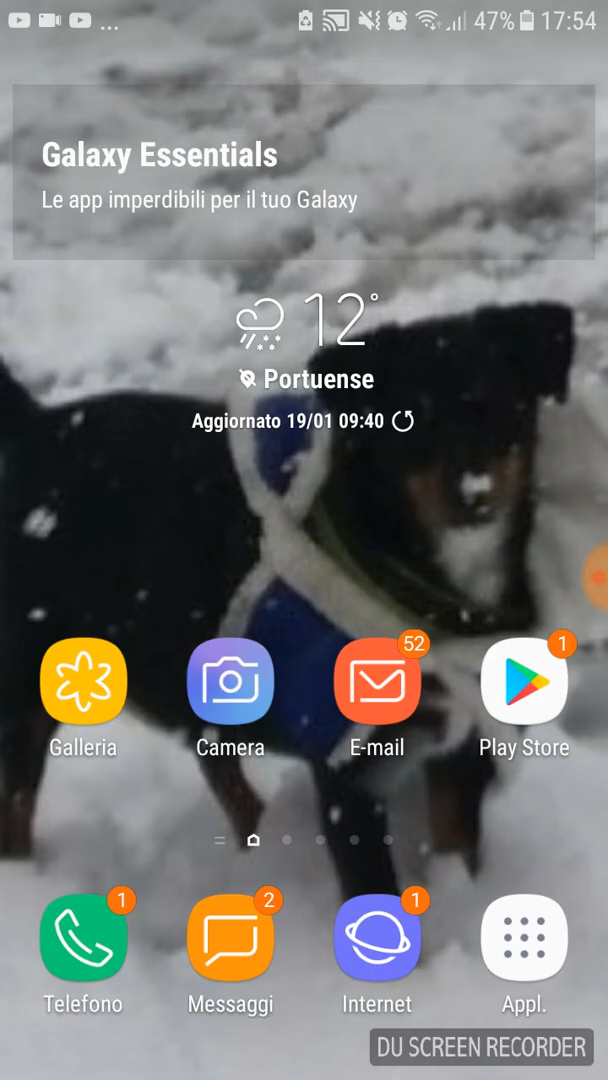 ... 47% 17:54
Galaxy Essentials
Le app imperdibili per il tuo Galaxy
12°
Portuense
Aggiornato 19/01 09:40
52
1
Galleria
Camera
E-mail
Play Store
1
2
1
Telefono
Messaggi
Internet
Appl.
DU SCREEN RECORDER